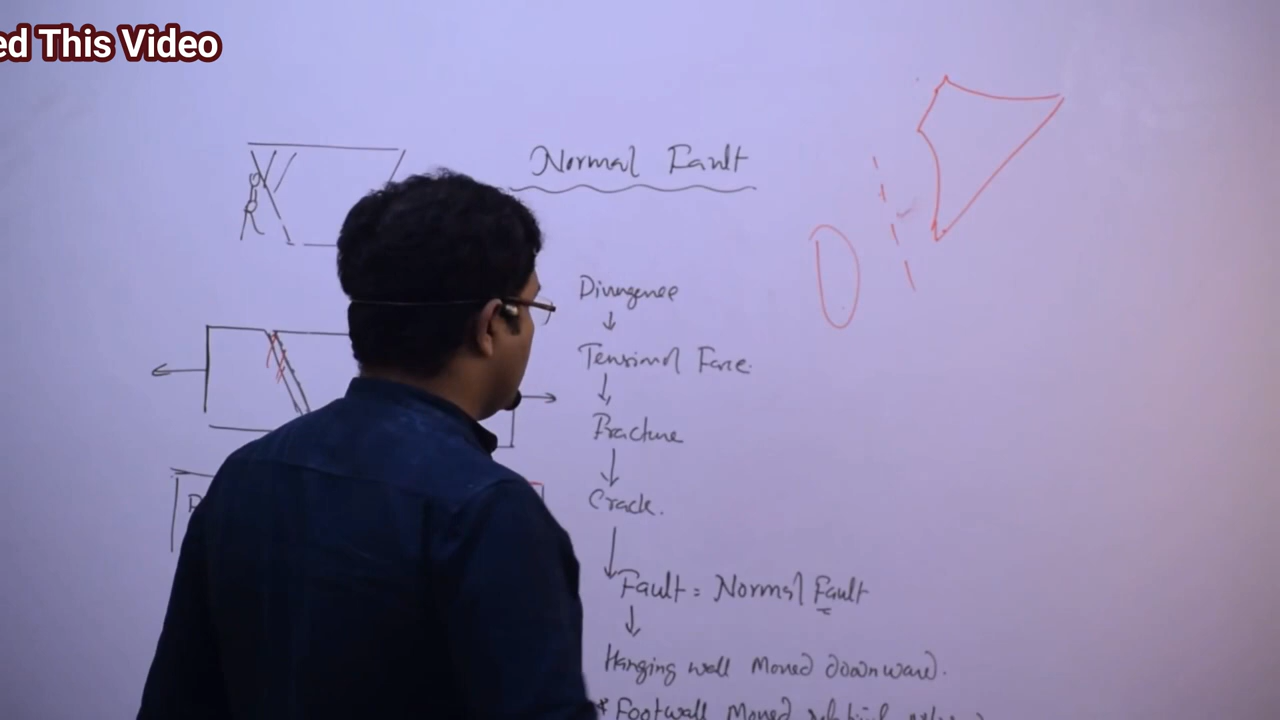 ed This Video
Normal Fault
Divergence
Tensional Force.
Fracture
Crack.
Fault = Normal Fault
Hanging wall Moved downward.
* Footwall Moved